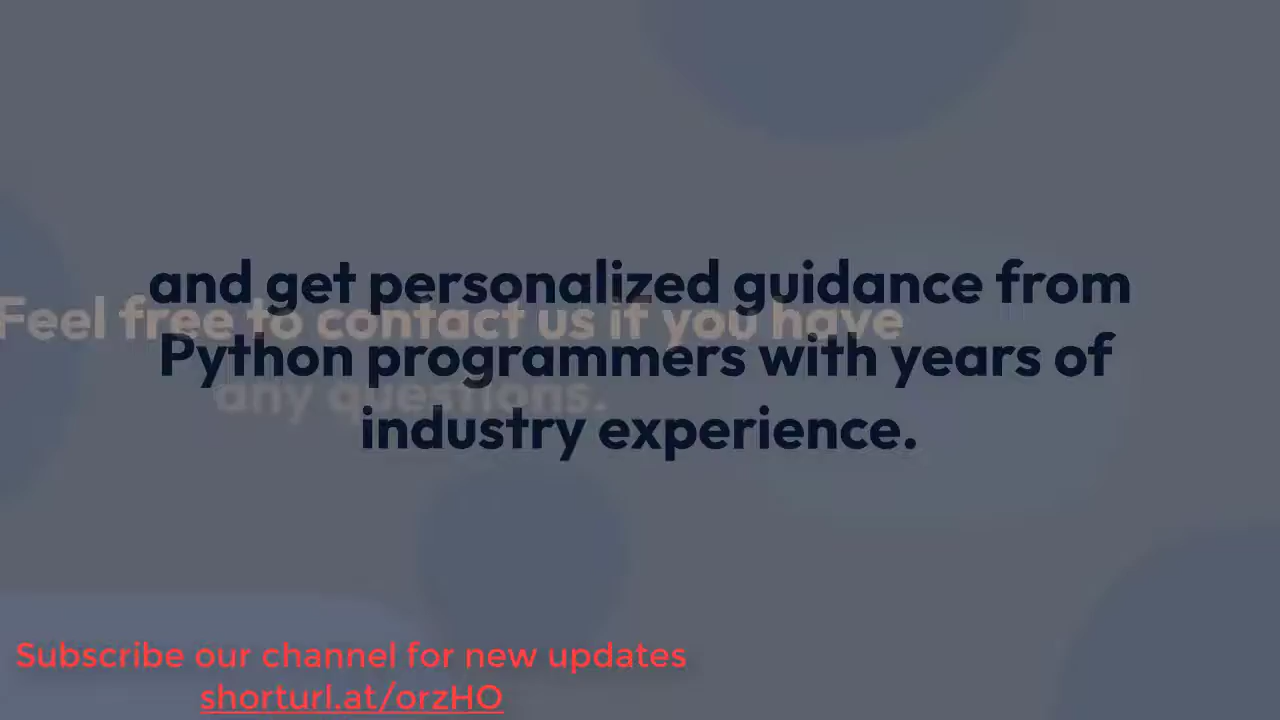 and get personalized guidance from
Feel free to contact us if you have
Python programmers with years of
any questions.
industry experience.
Subscribe our channel for new updates
shorturl.at/orzHO